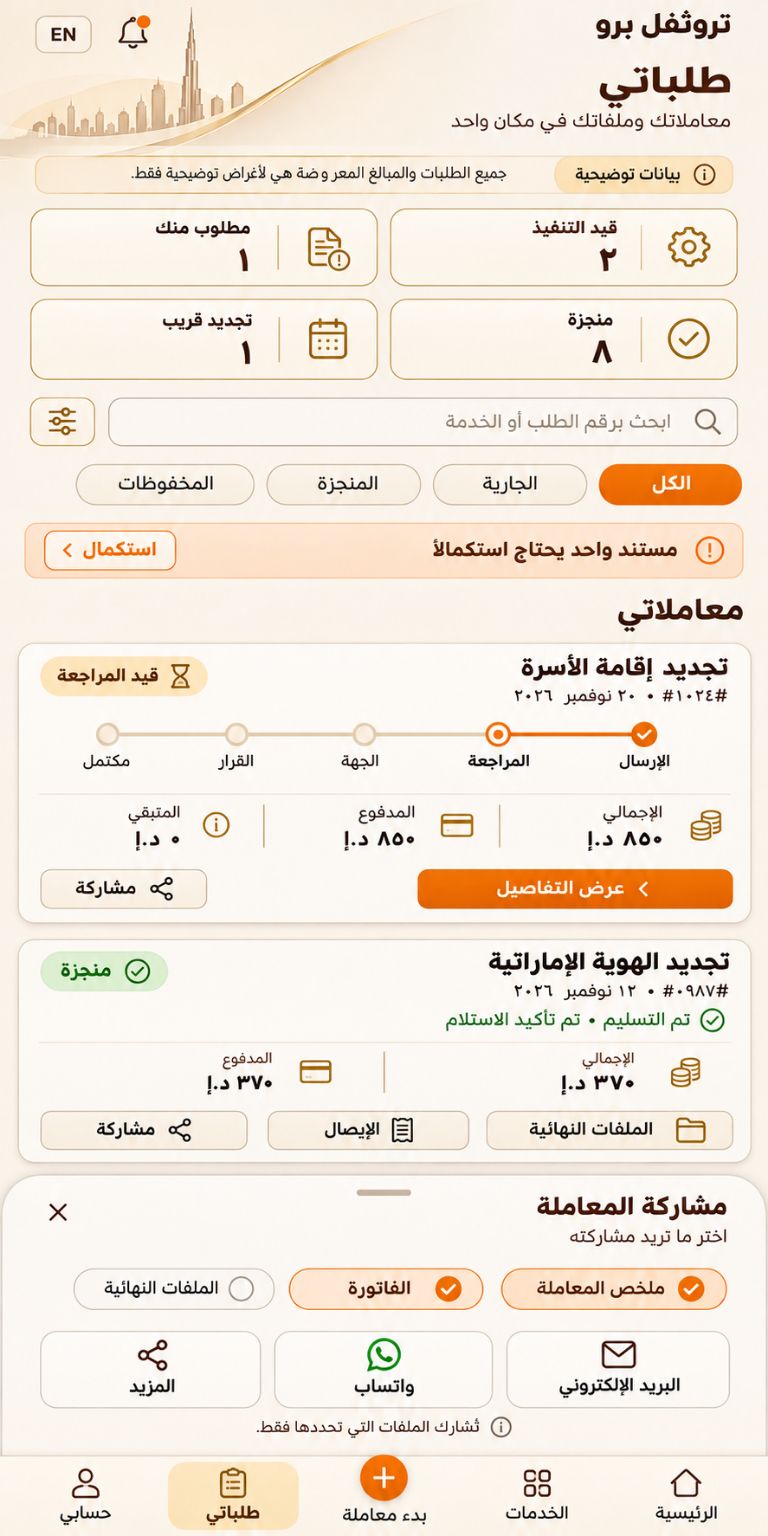 تروثفل برو
EN
طلباتي
معاملاتك وملفاتك في مكان واحد
بيانات توضيحية
جميع الطلبات والمبالغ المعروضة هي لأغراض توضيحية فقط.
قيد التنفيذ
٢
مطلوب منك
١
منجزة
٨
تجديد قريب
١
ابحث برقم الطلب أو الخدمة
الكل
الجارية
المنجزة
المخفوظات
مستند واحد يحتاج استكمالاً
استكمال
معاملاتي
تجديد إقامة الأسرة
قيد المراجعة
#١٠٢٤# • ٢٠ نوفمبر ٢٠٢٦
الإرسال
المراجعة
الجهة
القرار
مكتمل
الإجمالي
٨٥٠ د.إ
المدفوع
٨٥٠ د.إ
المتبقي
٠ د.إ
عرض التفاصيل
مشاركة
تجديد الهوية الإماراتية
منجزة
#٠٩٨٧# • ١٢ نوفمبر ٢٠٢٦
تم التسليم • تم تأكيد الاستلام
الإجمالي
٣٧٠ د.إ
المدفوع
٣٧٠ د.إ
الملفات النهائية
الإيصال
مشاركة
مشاركة المعاملة
اختر ما تريد مشاركته
ملخص المعاملة
الفاتورة
الملفات النهائية
البريد الإلكتروني
واتساب
المزيد
تُشارك الملفات التي تحددها فقط.
الرئيسية
الخدمات
بدء معاملة
طلباتي
حسابي